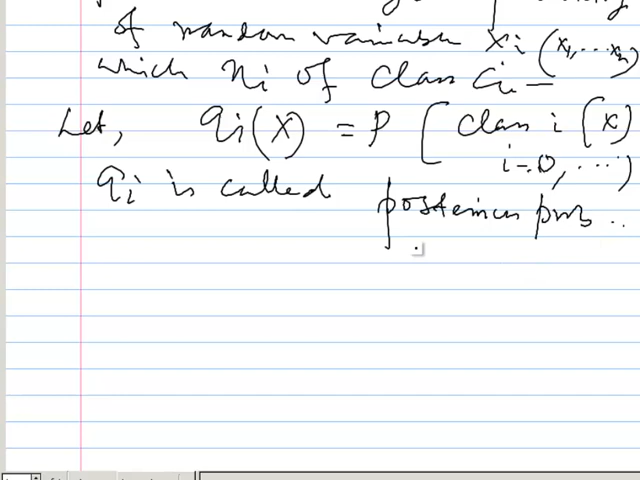 of random variable Xi (x1, ... xn)
which ni of class Ci —
Let, qi(X) = P [class i (X)
i=0, ...)
qi is called posterior prob ..